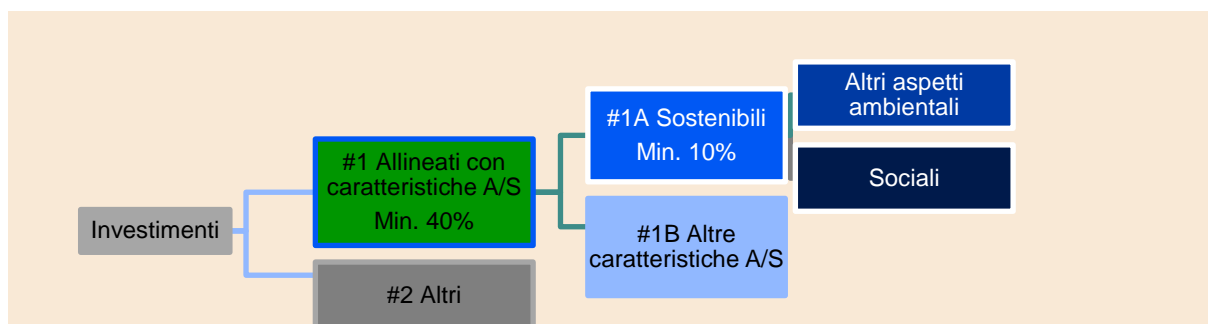 Investimenti
#1 Allineati con
caratteristiche A/S
Min. 40%
#2 Altri
#1A Sostenibili
Min. 10%
#1B Altre
caratteristiche A/S
Altri aspetti
ambientali
Sociali